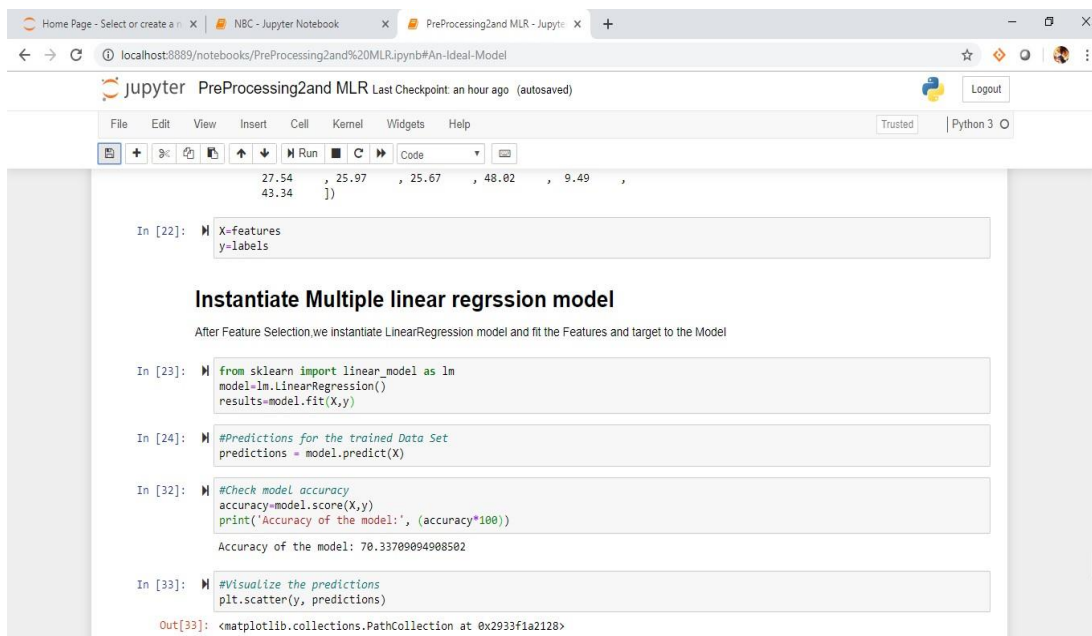 Home Page - Select or create a n
NBC - Jupyter Notebook
PreProcessing2and MLR - Jupyte
localhost:8889/notebooks/PreProcessing2and%20MLR.ipynb#An-Ideal-Model
jupyter PreProcessing2and MLR Last Checkpoint: an hour ago (autosaved)
Logout
File Edit View Insert Cell Kernel Widgets Help
Trusted
Python 3
Run
Code
27.54 , 25.97 , 25.67 , 48.02 , 9.49 ,
43.34 ])
In [22]: X=features
y=labels
Instantiate Multiple linear regrssion model
After Feature Selection,we instantiate LinearRegression model and fit the Features and target to the Model
In [23]: from sklearn import linear_model as lm
model=lm.LinearRegression()
results=model.fit(X,y)
In [24]: #Predictions for the trained Data Set
predictions = model.predict(X)
In [32]: #Check model accuracy
accuracy=model.score(X,y)
print('Accuracy of the model:', (accuracy*100))
Accuracy of the model: 70.33709094908502
In [33]: #Visualize the predictions
plt.scatter(y, predictions)
Out[33]: <matplotlib.collections.PathCollection at 0x2933f1a2128>